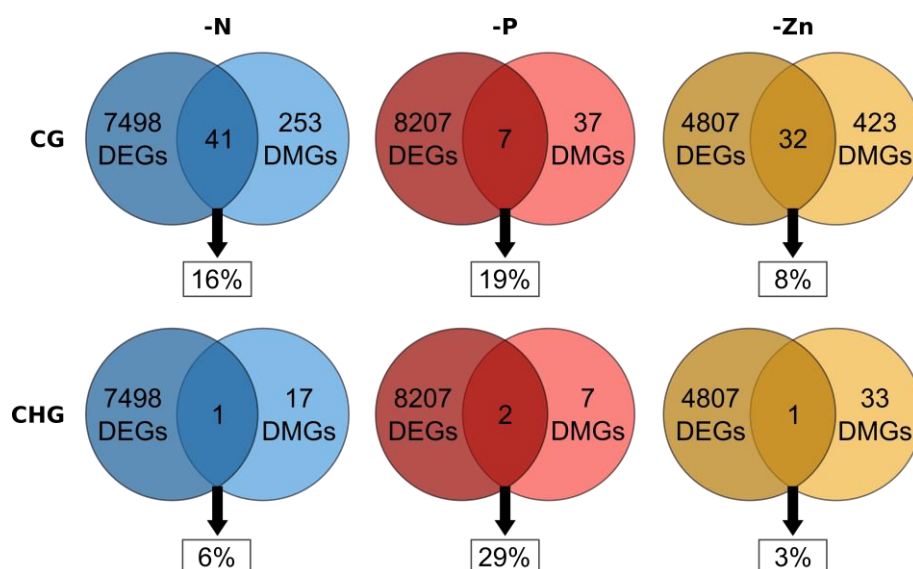 -N -P -Zn
CG
7498 DEGs 41 253 DMGs
8207 DEGs 7 37 DMGs
4807 DEGs 32 423 DMGs
16% 19% 8%
CHG
7498 DEGs 1 17 DMGs
8207 DEGs 2 7 DMGs
4807 DEGs 1 33 DMGs
6% 29% 3%